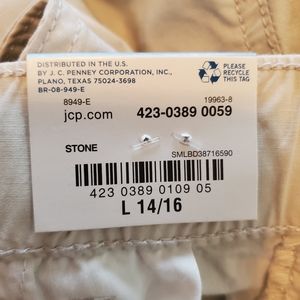 DISTRIBUTED IN THE U.S.
BY J. C. PENNEY CORPORATION, INC.,
PLANO, TEXAS 75024-3698
BR-08-949-E
PLEASE
RECYCLE
THIS TAG
8949-E
19963-8
jcp.com
423-0389 0059
STONE
SMLBD38716590
423 0389 0109 05
L 14/16